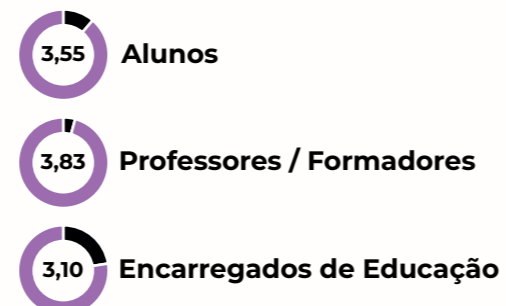 3,55 Alunos
3,83 Professores / Formadores
3,10 Encarregados de Educação